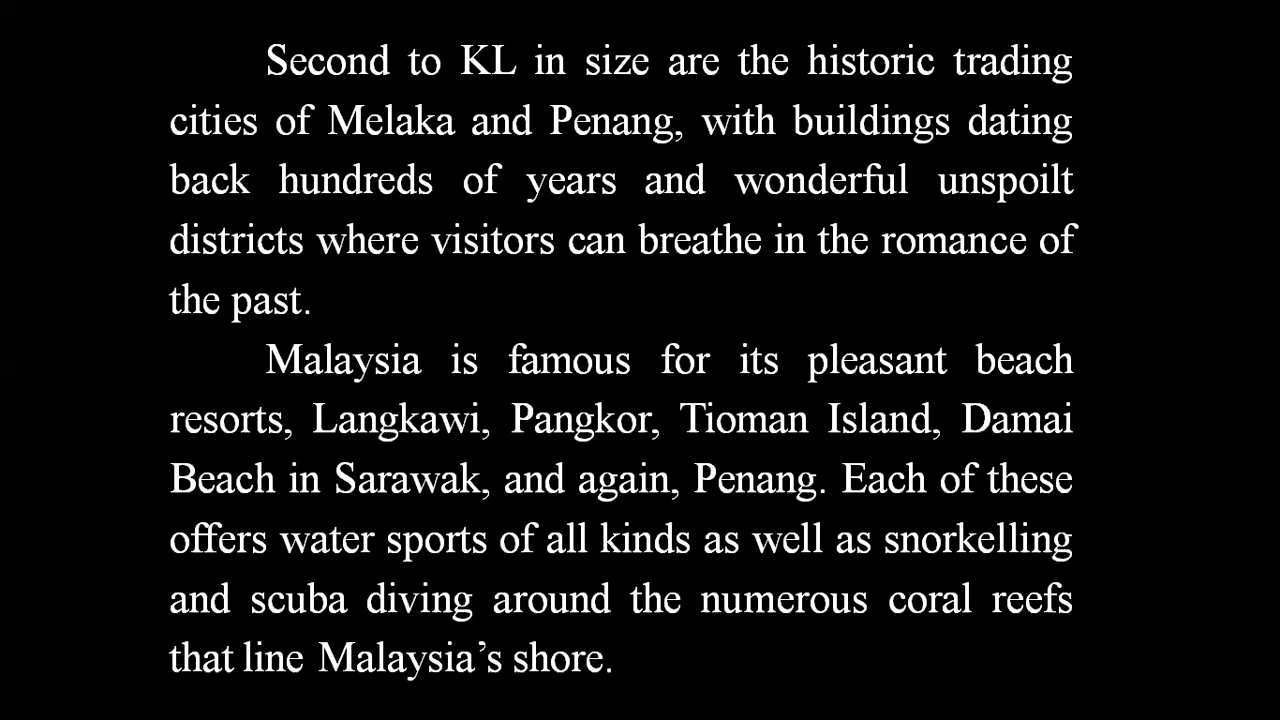 Second to KL in size are the historic trading
cities of Melaka and Penang, with buildings dating
back hundreds of years and wonderful unspoilt
districts where visitors can breathe in the romance of
the past.
Malaysia is famous for its pleasant beach
resorts, Langkawi, Pangkor, Tioman Island, Damai
Beach in Sarawak, and again, Penang. Each of these
offers water sports of all kinds as well as snorkelling
and scuba diving around the numerous coral reefs
that line Malaysia’s shore.